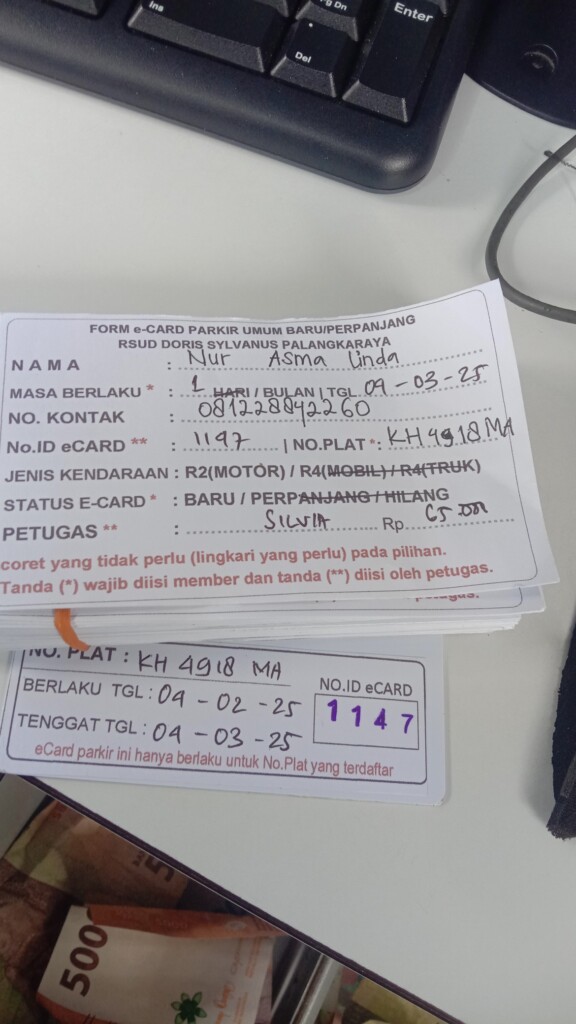 Ins
Pg Dn
Enter
Del
FORM e-CARD PARKIR UMUM BARU/PERPANJANG
RSUD DORIS SYLVANUS PALANGKARAYA
NAMA : Nur Asma linda
MASA BERLAKU * : 1 HARI / BULAN | TGL. 04 - 03 - 25
NO. KONTAK : 081228842260
No.ID eCARD ** : 1147 | NO.PLAT *: KH 4918 MA
JENIS KENDARAAN : R2(MOTOR) / R4(MOBIL) / R4(TRUK)
STATUS E-CARD * : BARU / PERPANJANG / HILANG
PETUGAS ** : SILVIA Rp 65.000
coret yang tidak perlu (lingkari yang perlu) pada pilihan.
Tanda (*) wajib diisi member dan tanda (**) diisi oleh petugas.
petugas.
NO. PLAT : KH 4918 MA
BERLAKU TGL : 04 - 02 - 25
TENGGAT TGL : 04 - 03 - 25
NO.ID eCARD
1147
eCard parkir ini hanya berlaku untuk No.Plat yang terdaftar
500
5